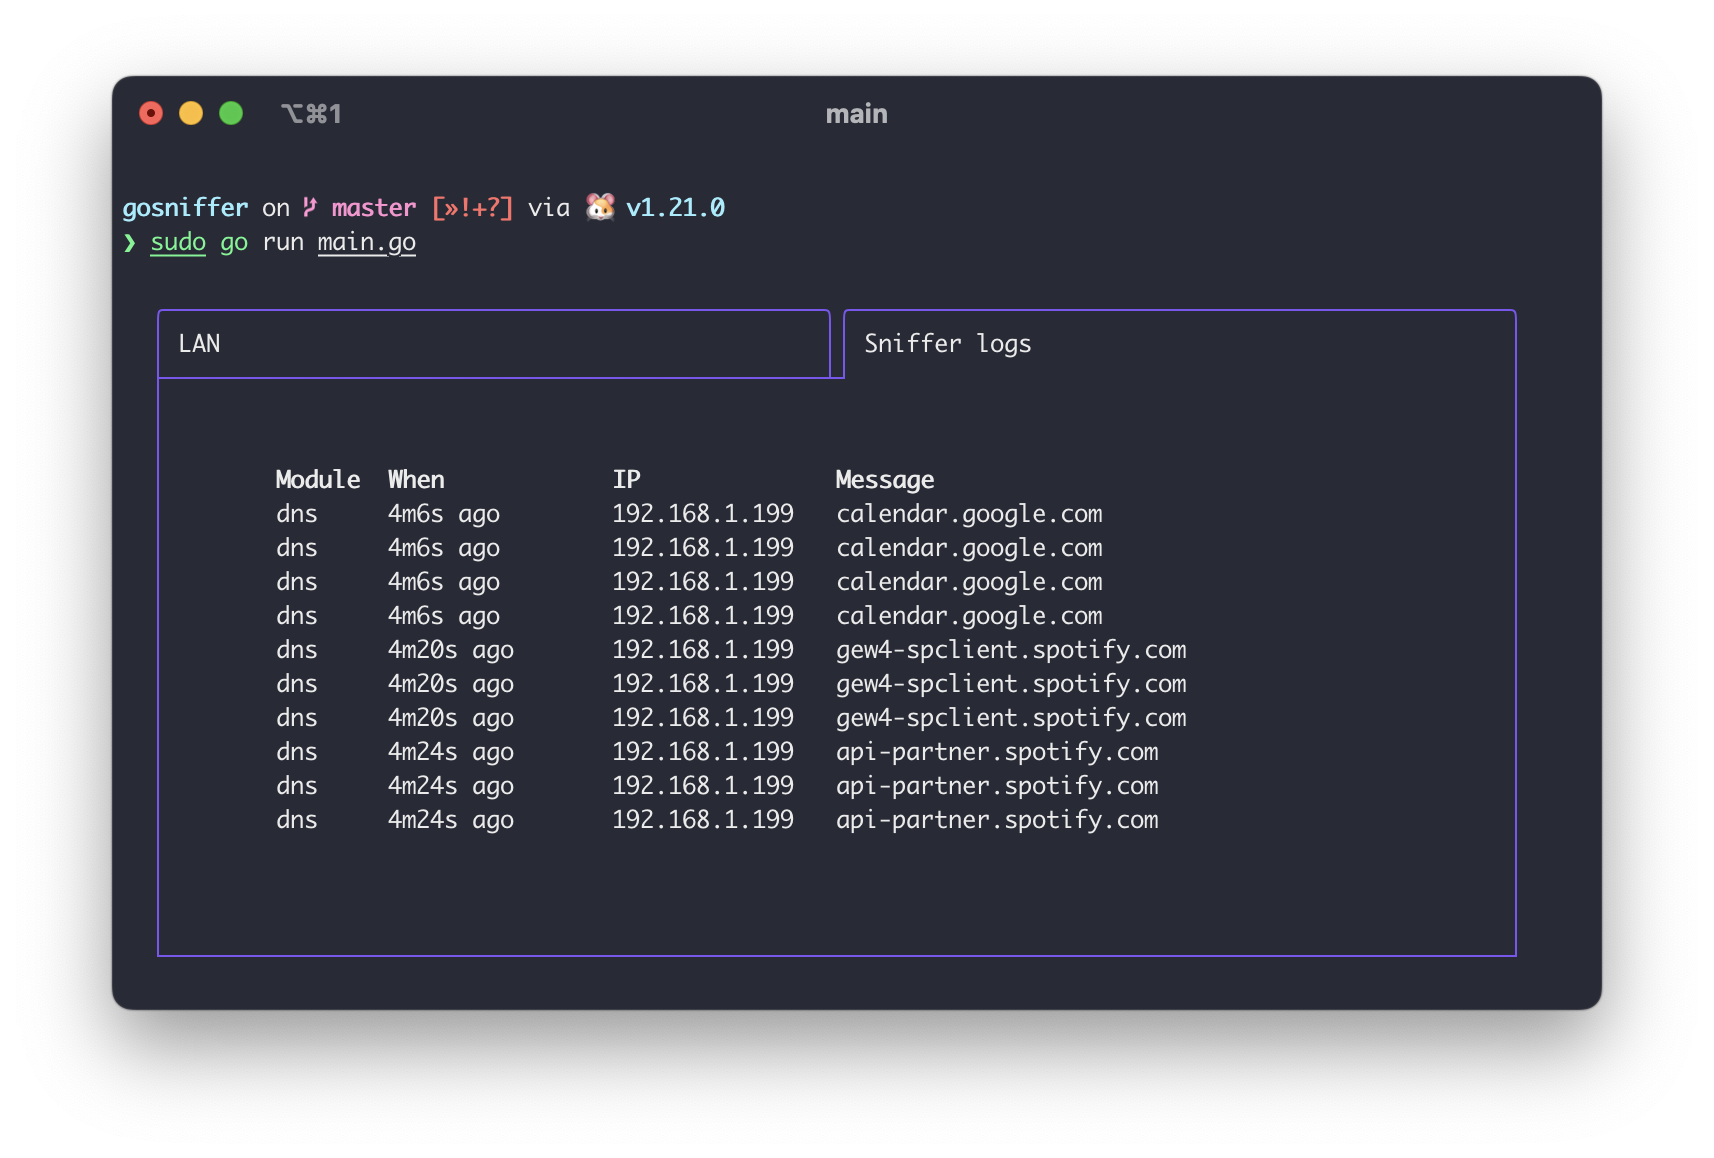 ⌥⌘1 main
gosniffer on master [»!+?] via 🐹 v1.21.0
❯ sudo go run main.go
LAN Sniffer logs
Module When IP Message
dns 4m6s ago 192.168.1.199 calendar.google.com
dns 4m6s ago 192.168.1.199 calendar.google.com
dns 4m6s ago 192.168.1.199 calendar.google.com
dns 4m6s ago 192.168.1.199 calendar.google.com
dns 4m20s ago 192.168.1.199 gew4-spclient.spotify.com
dns 4m20s ago 192.168.1.199 gew4-spclient.spotify.com
dns 4m20s ago 192.168.1.199 gew4-spclient.spotify.com
dns 4m24s ago 192.168.1.199 api-partner.spotify.com
dns 4m24s ago 192.168.1.199 api-partner.spotify.com
dns 4m24s ago 192.168.1.199 api-partner.spotify.com